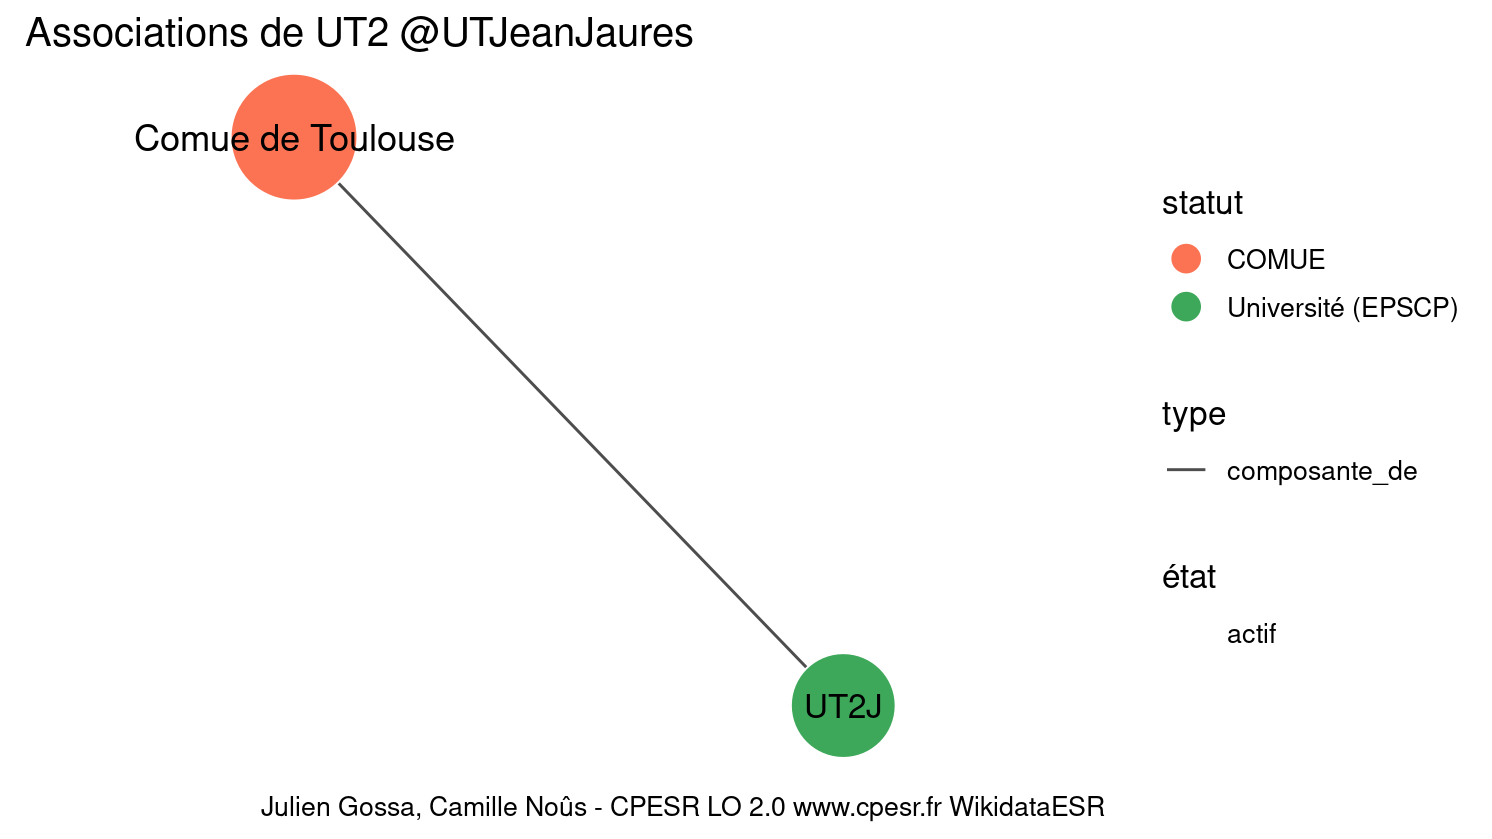 Associations de UT2 @UTJeanJaures
Comue de Toulouse
statut
COMUE
Université (EPSCP)
type
composante_de
état
actif
UT2J
Julien Gossa, Camille Noûs - CPESR LO 2.0 www.cpesr.fr WikidataESR